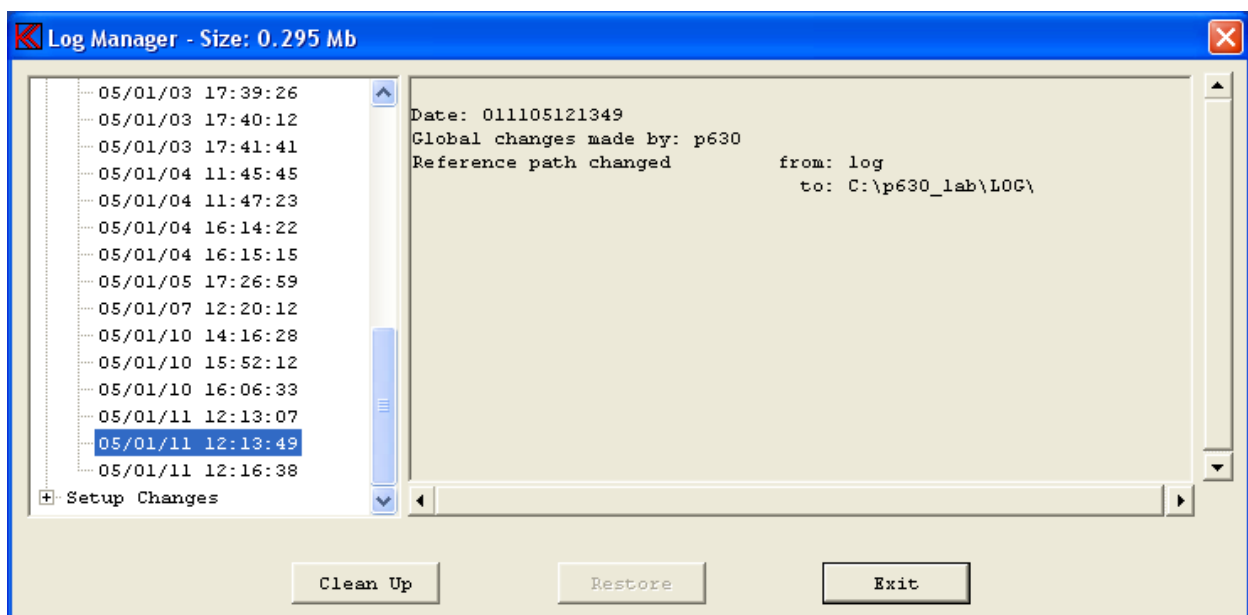 Log Manager - Size: 0.295 Mb
05/01/03 17:39:26
05/01/03 17:40:12
05/01/03 17:41:41
05/01/04 11:45:45
05/01/04 11:47:23
05/01/04 16:14:22
05/01/04 16:15:15
05/01/05 17:26:59
05/01/07 12:20:12
05/01/10 14:16:28
05/01/10 15:52:12
05/01/10 16:06:33
05/01/11 12:13:07
05/01/11 12:13:49
05/01/11 12:16:38
Setup Changes
Date: 011105121349
Global changes made by: p630
Reference path changed from: log
to: C:\p630_lab\LOG\
Clean Up Restore Exit